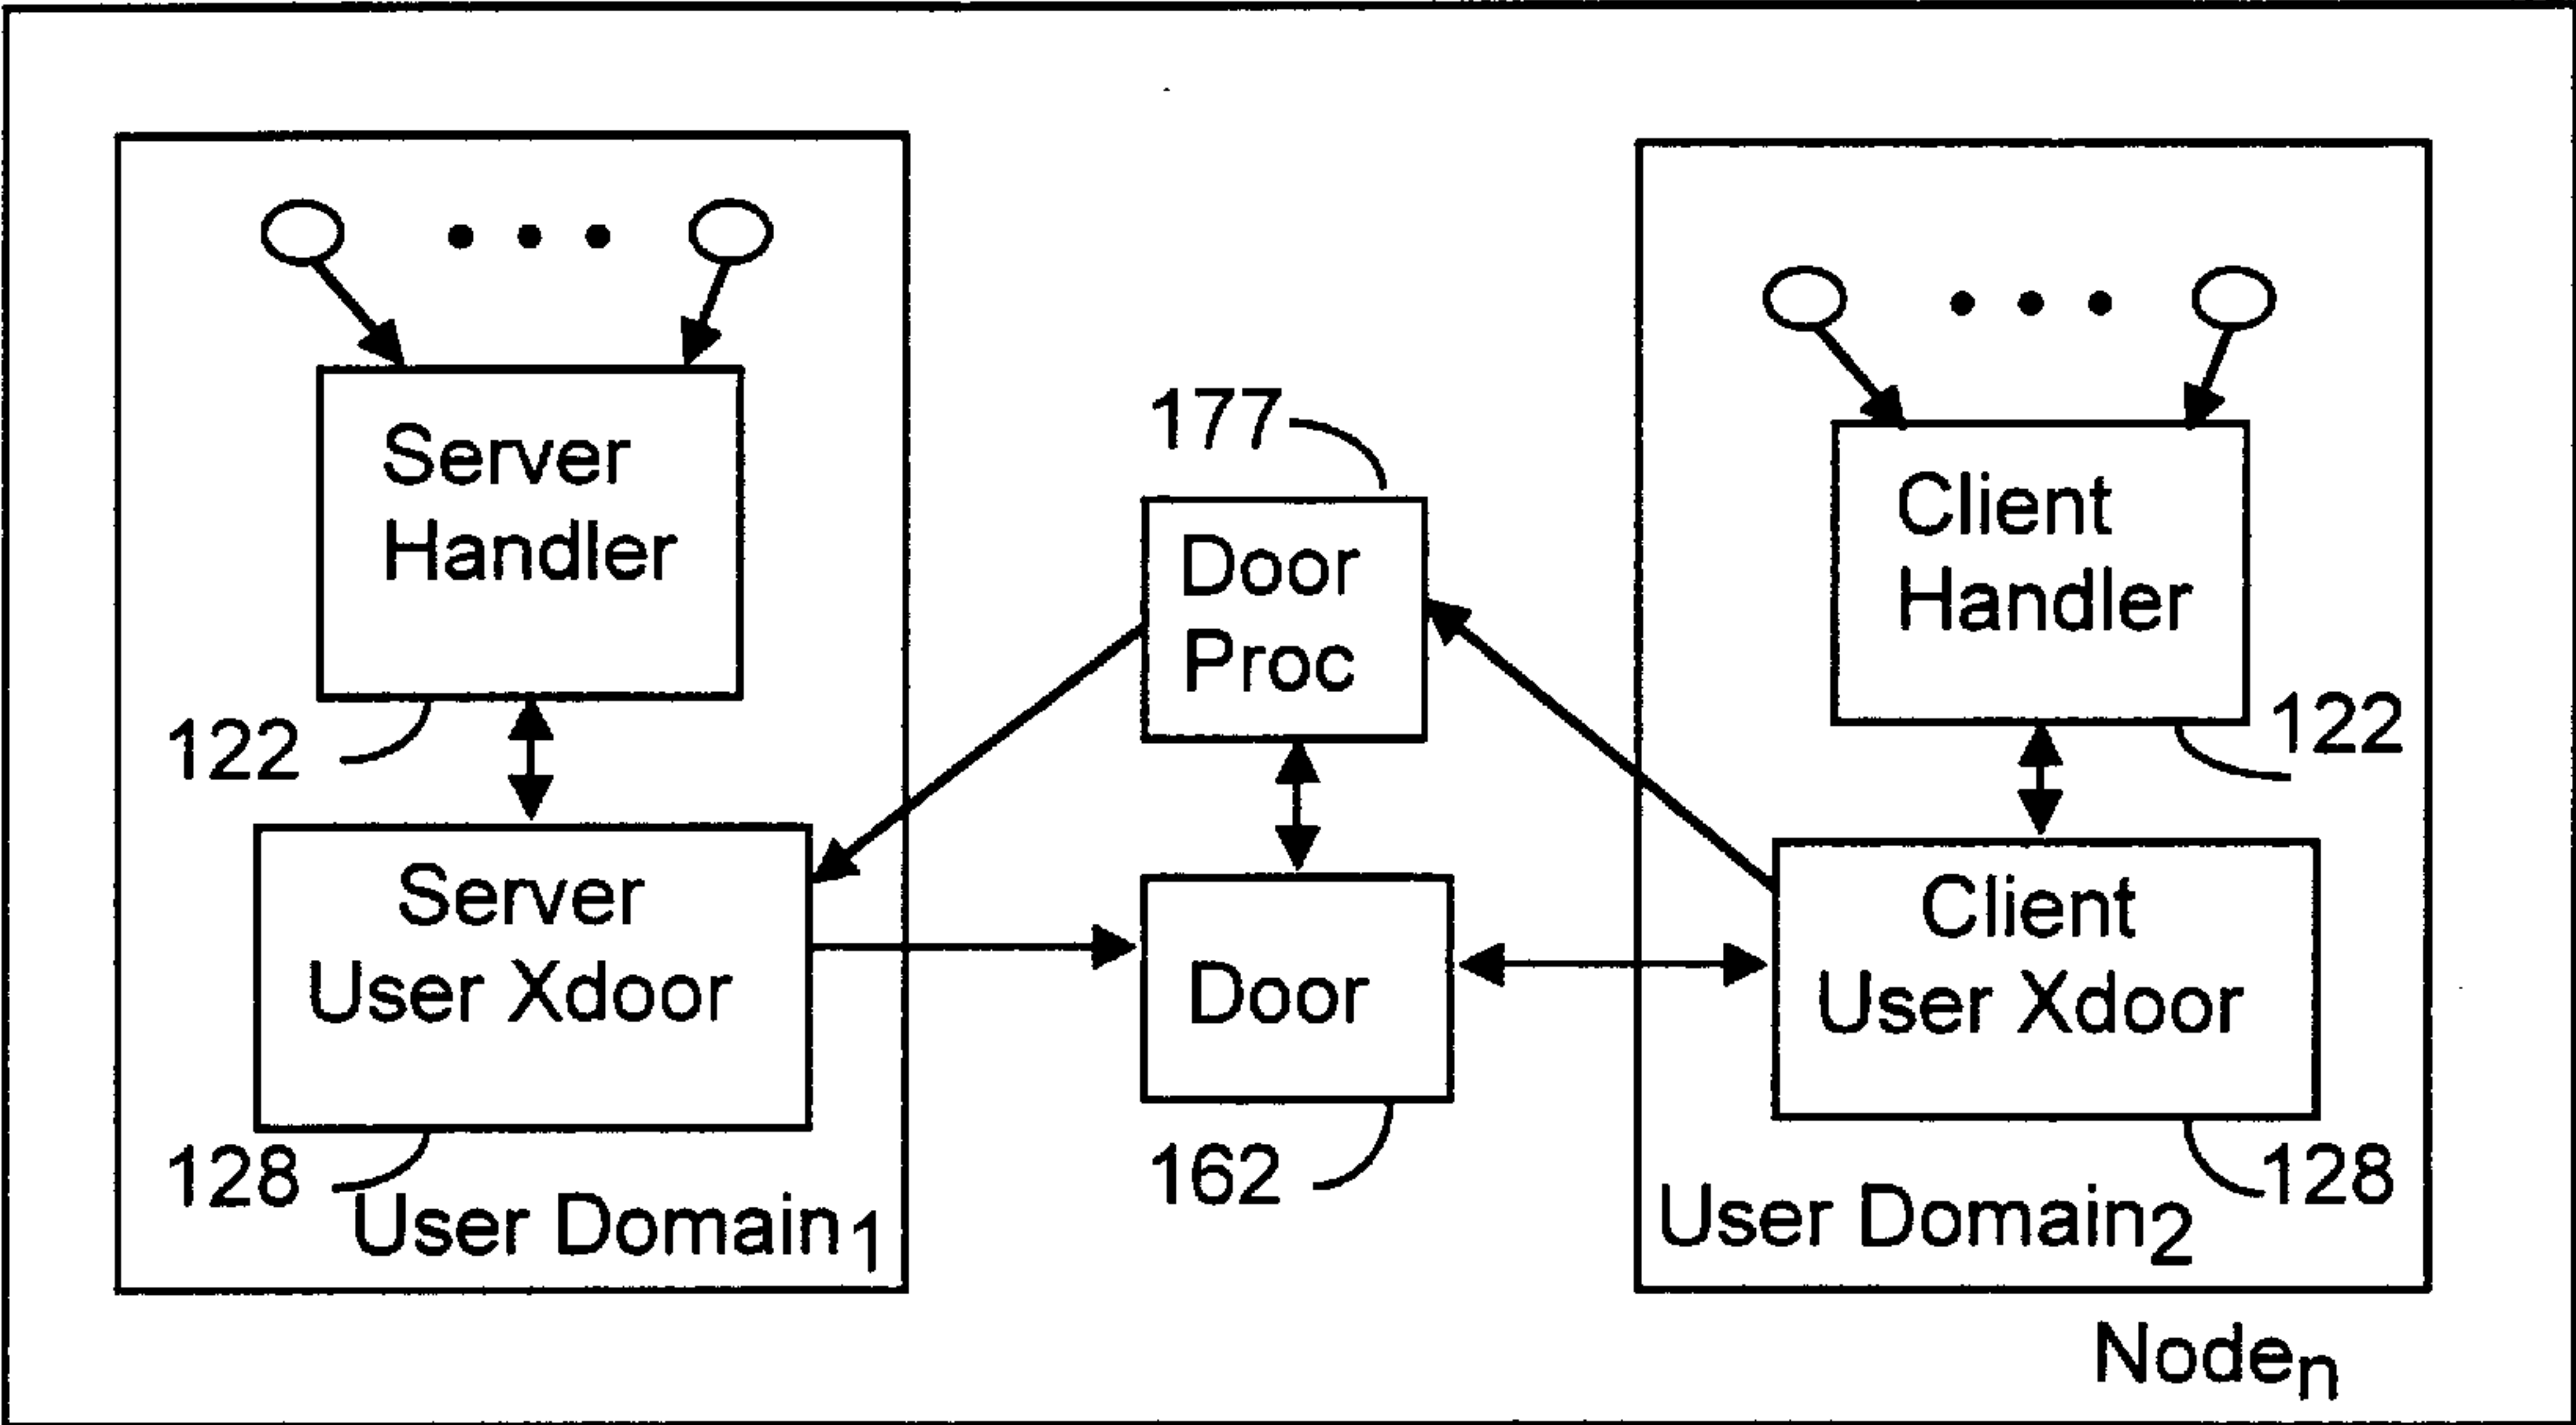 Server
Handler
122
Server
User Xdoor
128
User Domain1
177
Door
Proc
Door
162
Client
Handler
122
Client
User Xdoor
128
User Domain2
Noden